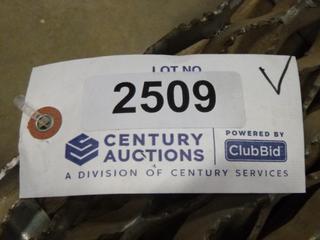 LOT NO
2509
CENTURY
AUCTIONS
POWERED BY
ClubBid
A DIVISION OF CENTURY SERVICES